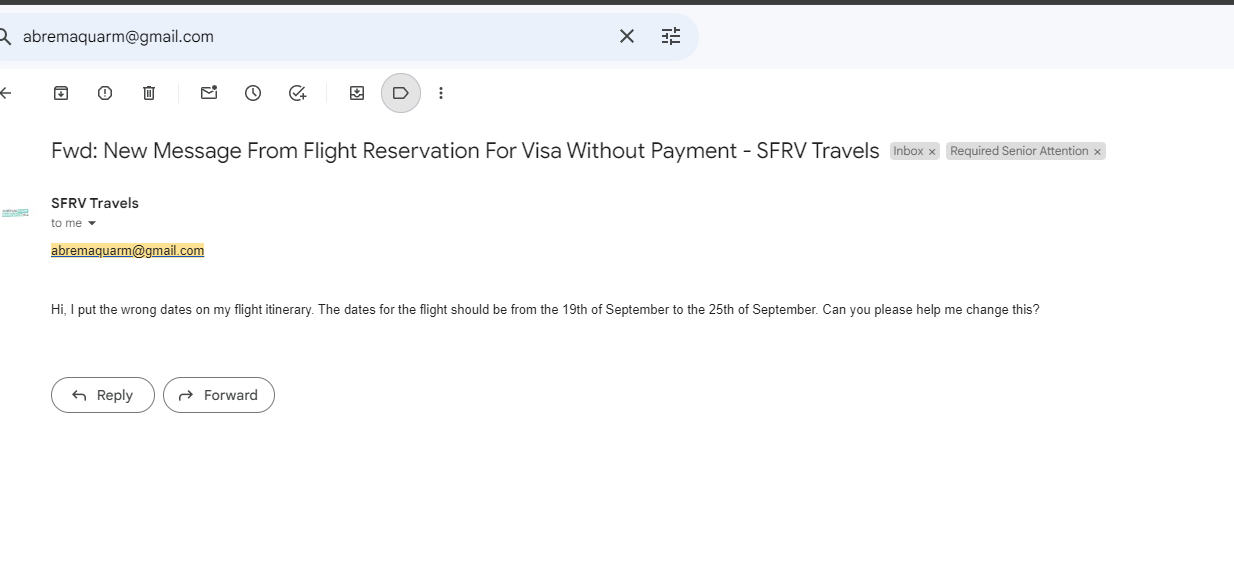 abremaquarm@gmail.com
Fwd: New Message From Flight Reservation For Visa Without Payment - SFRV Travels Inbox × Required Senior Attention ×
SFRV Travels
to me
abremaquarm@gmail.com
Hi, I put the wrong dates on my flight itinerary. The dates for the flight should be from the 19th of September to the 25th of September. Can you please help me change this?
Reply Forward